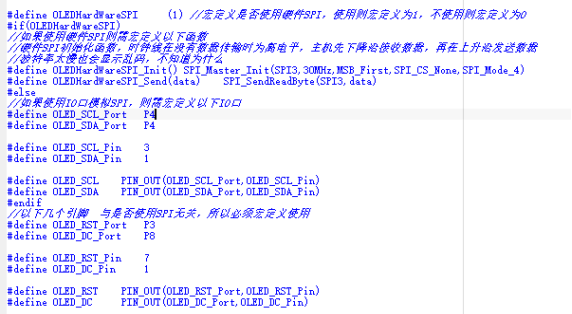 #define OLEDHardWareSPI (1) //宏定义是否使用硬件SPI，使用则宏定义为1，不使用则宏定义为0
#if(OLEDHardWareSPI)
//如果使用硬件SPI则需宏定义以下函数
//硬件SPI初始化函数，时钟线在没有数据传输时为高电平，主机先下降沿接收数据，再在上升沿发送数据
//波特率太慢也会显示乱码，不知道为什么
#define OLEDHardWareSPI_Init() SPI_Master_Init(SPI3,30MHz,MSB_First,SPI_CS_None,SPI_Mode_4)
#define OLEDHardWareSPI_Send(data) SPI_SendReadByte(SPI3,data)
#else
//如果使用IO口模拟SPI，则需宏定义以下IO口
#define OLED_SCL_Port P4
#define OLED_SDA_Port P4
#define OLED_SCL_Pin 3
#define OLED_SDA_Pin 1
#define OLED_SCL PIN_OUT(OLED_SCL_Port,OLED_SCL_Pin)
#define OLED_SDA PIN_OUT(OLED_SDA_Port,OLED_SDA_Pin)
#endif
//以下几个引脚 与是否使用SPI无关，所以必须宏定义使用
#define OLED_RST_Port P3
#define OLED_DC_Port P8
#define OLED_RST_Pin 7
#define OLED_DC_Pin 1
#define OLED_RST PIN_OUT(OLED_RST_Port,OLED_RST_Pin)
#define OLED_DC PIN_OUT(OLED_DC_Port,OLED_DC_Pin)